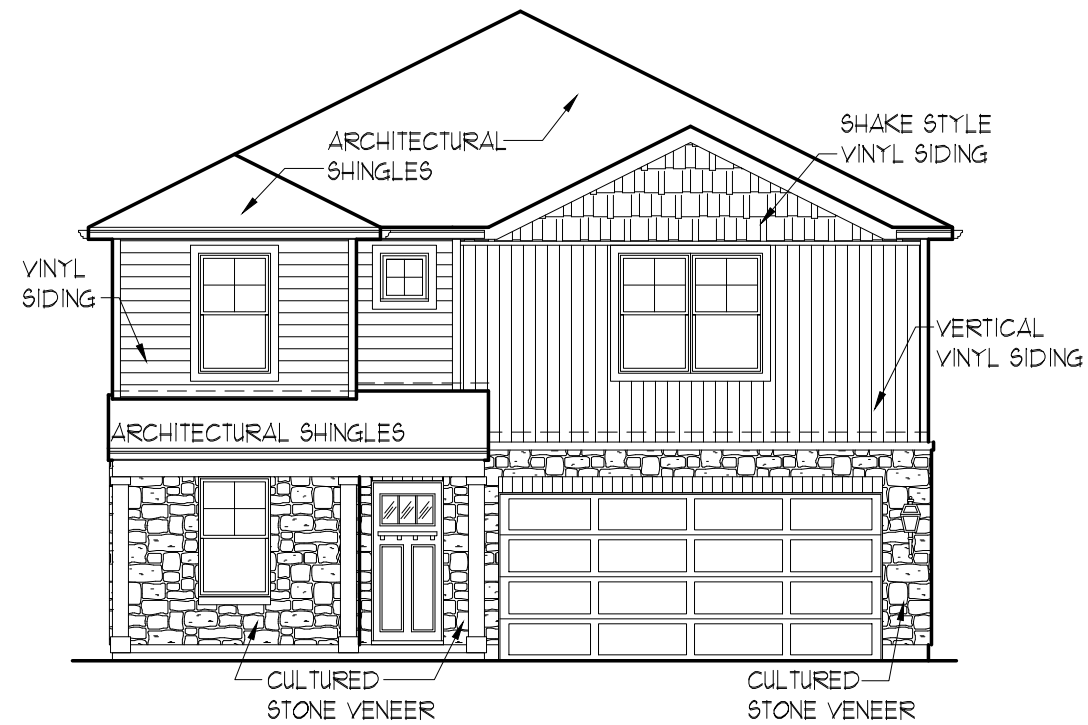 ARCHITECTURAL
SHINGLES
SHAKE STYLE
VINYL SIDING
VINYL
SIDING
VERTICAL
VINYL SIDING
ARCHITECTURAL SHINGLES
CULTURED
STONE VENEER
CULTURED
STONE VENEER